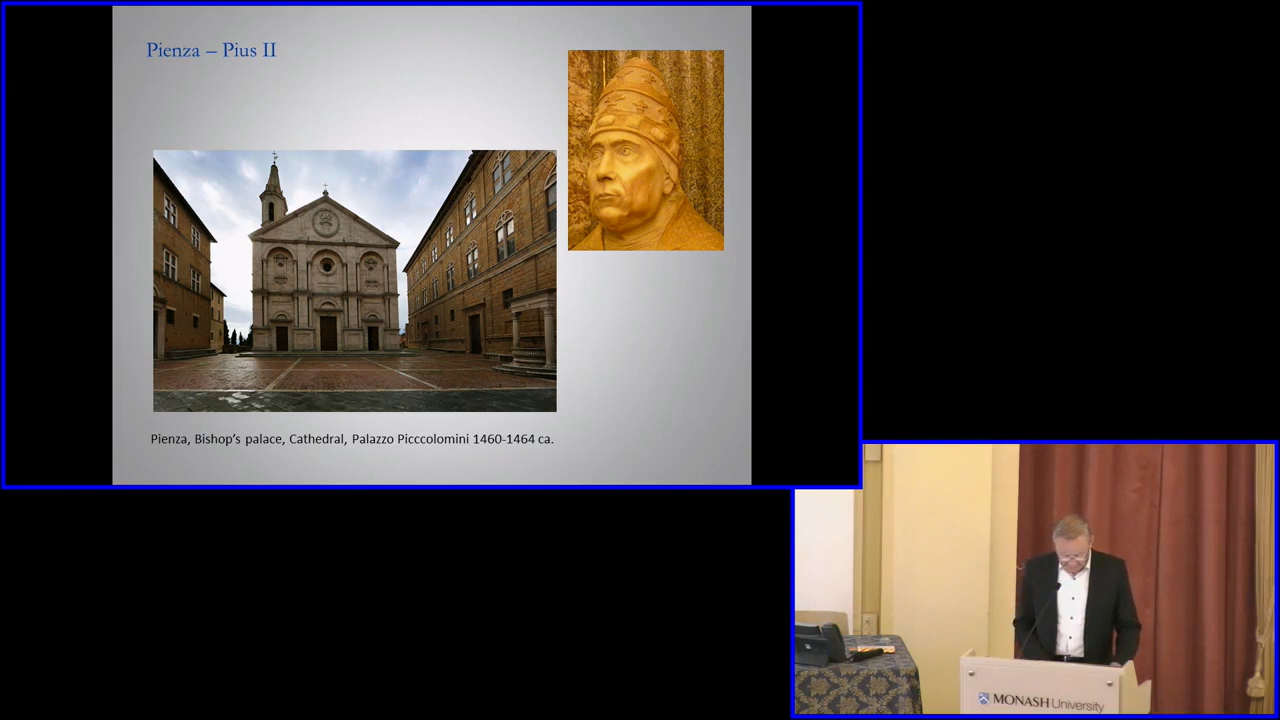 Pienza – Pius II
Pienza, Bishop's palace, Cathedral, Palazzo Picccolomini 1460-1464 ca.
MONASH University